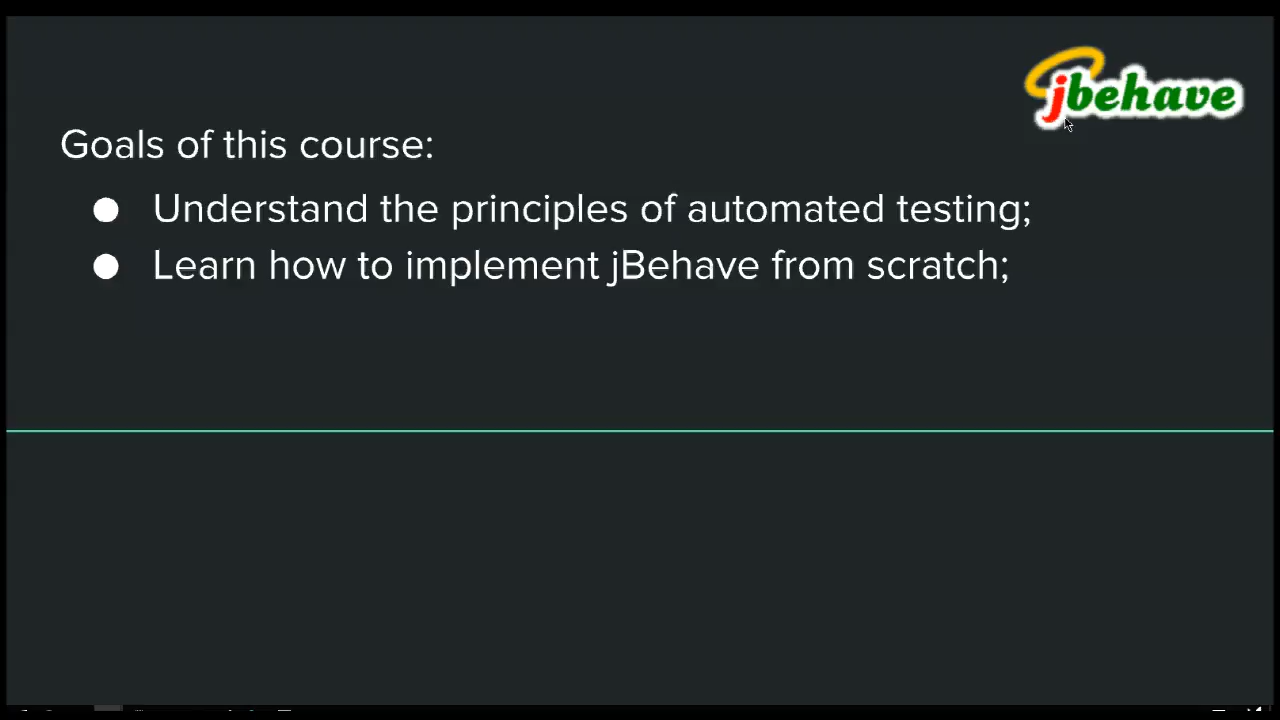 jbehave
Goals of this course:
● Understand the principles of automated testing;
● Learn how to implement jBehave from scratch;